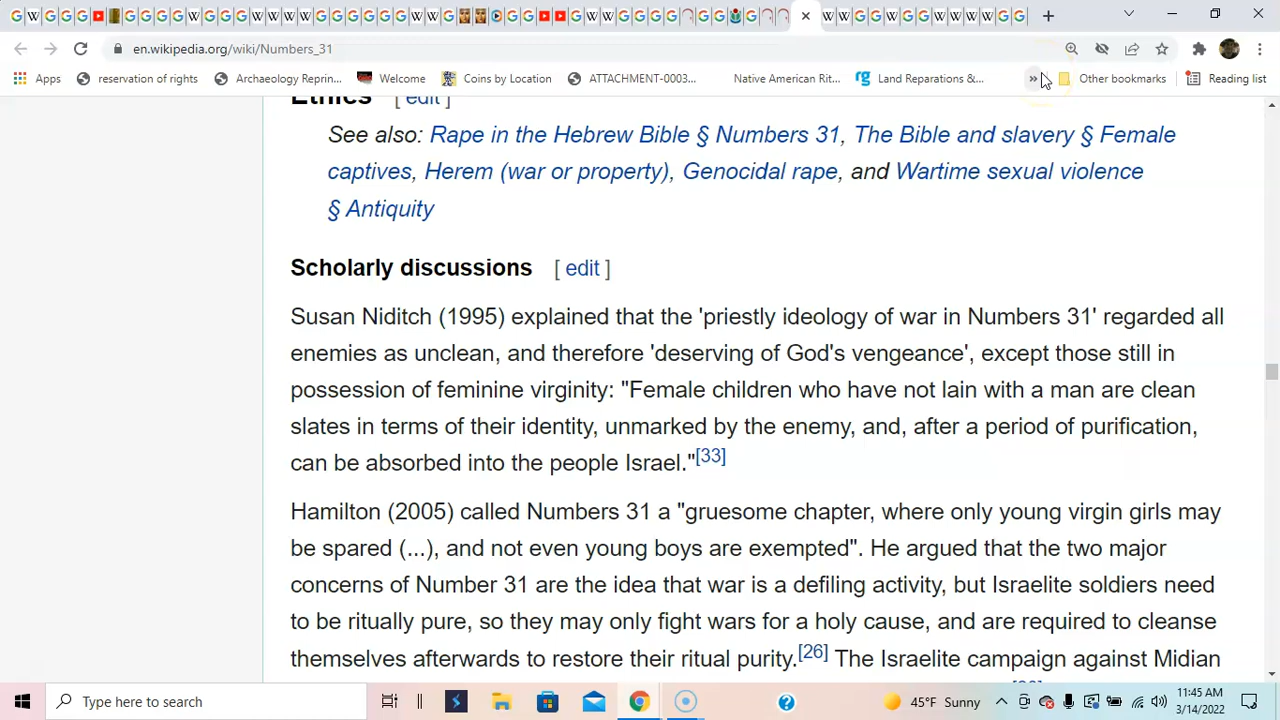 en.wikipedia.org/wiki/Numbers_31
Apps reservation of rights Archaeology Reprin... Welcome Coins by Location ATTACHMENT-0003... Native American Rit... Land Reparations &... » Other bookmarks Reading list
Ethics [ edit ]
See also: Rape in the Hebrew Bible § Numbers 31, The Bible and slavery § Female
captives, Herem (war or property), Genocidal rape, and Wartime sexual violence
§ Antiquity
Scholarly discussions [ edit ]
Susan Niditch (1995) explained that the 'priestly ideology of war in Numbers 31' regarded all
enemies as unclean, and therefore 'deserving of God's vengeance', except those still in
possession of feminine virginity: "Female children who have not lain with a man are clean
slates in terms of their identity, unmarked by the enemy, and, after a period of purification,
can be absorbed into the people Israel."[33]
Hamilton (2005) called Numbers 31 a "gruesome chapter, where only young virgin girls may
be spared (...), and not even young boys are exempted". He argued that the two major
concerns of Number 31 are the idea that war is a defiling activity, but Israelite soldiers need
to be ritually pure, so they may only fight wars for a holy cause, and are required to cleanse
themselves afterwards to restore their ritual purity.[26] The Israelite campaign against Midian
Type here to search
45°F Sunny
11:45 AM
3/14/2022